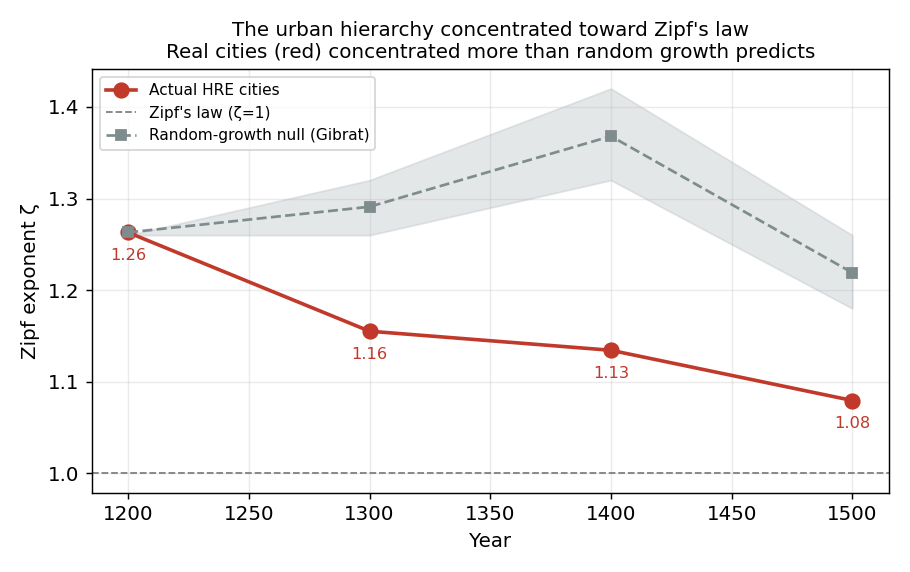 The urban hierarchy concentrated toward Zipf's law
Real cities (red) concentrated more than random growth predicts
Actual HRE cities
Zipf's law (ζ=1)
Random-growth null (Gibrat)
Zipf exponent ζ
1.4
1.3
1.2
1.1
1.0
1.26
1.16
1.13
1.08
1200
1250
1300
1350
1400
1450
1500
Year